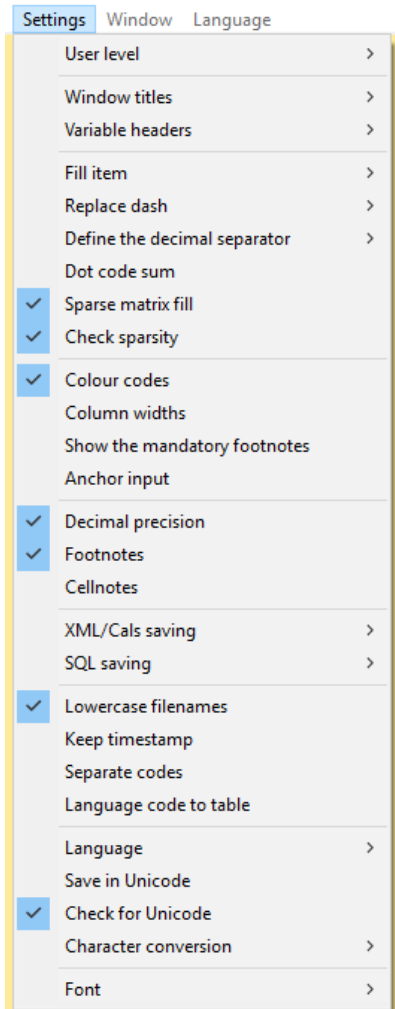 Settings Window Language
User level
Window titles
Variable headers
Fill item
Replace dash
Define the decimal separator
Dot code sum
Sparse matrix fill
Check sparsity
Colour codes
Column widths
Show the mandatory footnotes
Anchor input
Decimal precision
Footnotes
Cellnotes
XML/Cals saving
SQL saving
Lowercase filenames
Keep timestamp
Separate codes
Language code to table
Language
Save in Unicode
Check for Unicode
Character conversion
Font